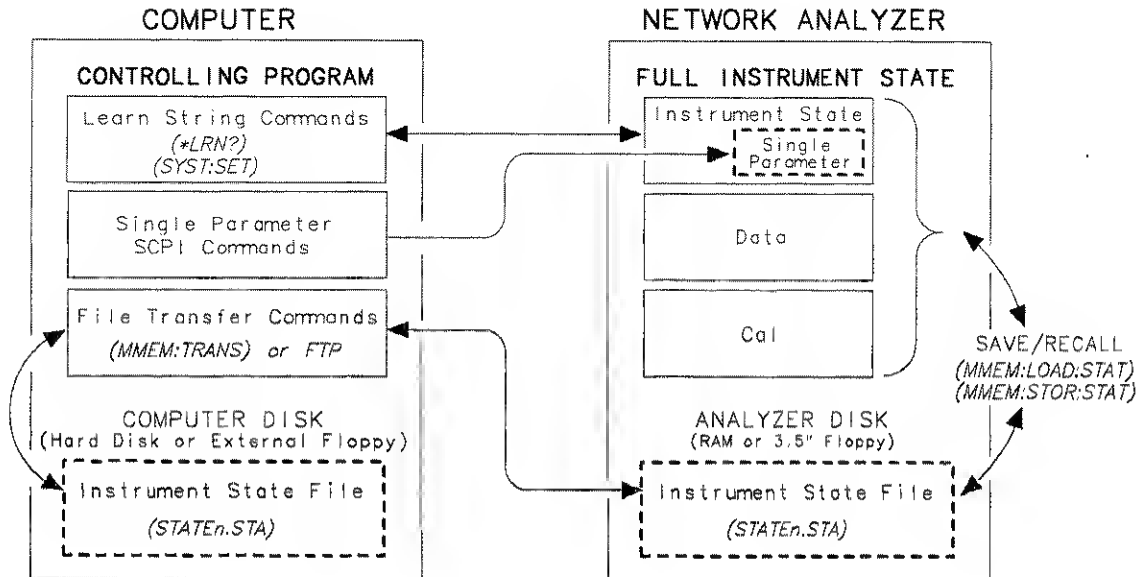 COMPUTER
CONTROLLING PROGRAM
Learn String Commands
(*LRN?)
(SYST:SET)
Single Parameter
SCPI Commands
File Transfer Commands
(MMEM:TRANS) or FTP
COMPUTER DISK
(Hard Disk or External Floppy)
Instrument State File
(STATEn.STA)
NETWORK ANALYZER
FULL INSTRUMENT STATE
Instrument State
Single
Parameter
Data
Cal
SAVE/RECALL
(MMEM:LOAD:STAT)
(MMEM:STOR:STAT)
ANALYZER DISK
(RAM or 3.5" Floppy)
Instrument State File
(STATEn.STA)